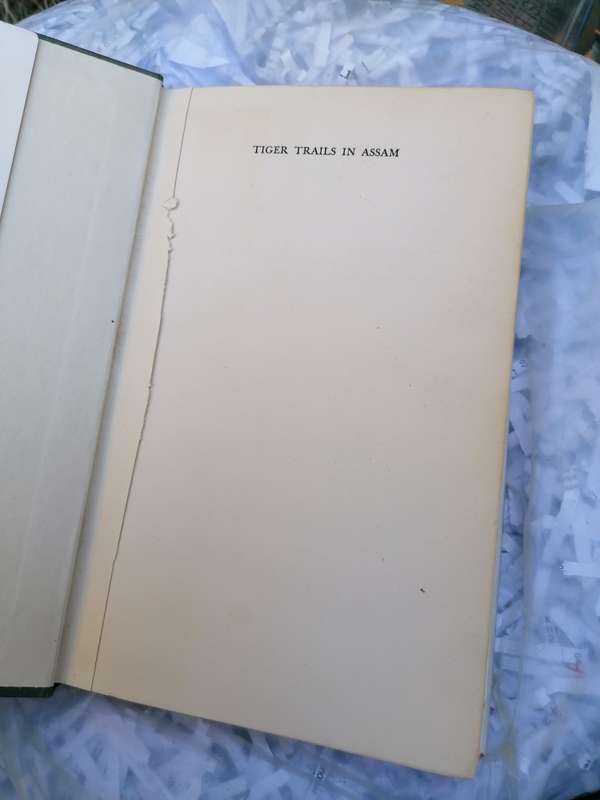 TIGER TRAILS IN ASSAM